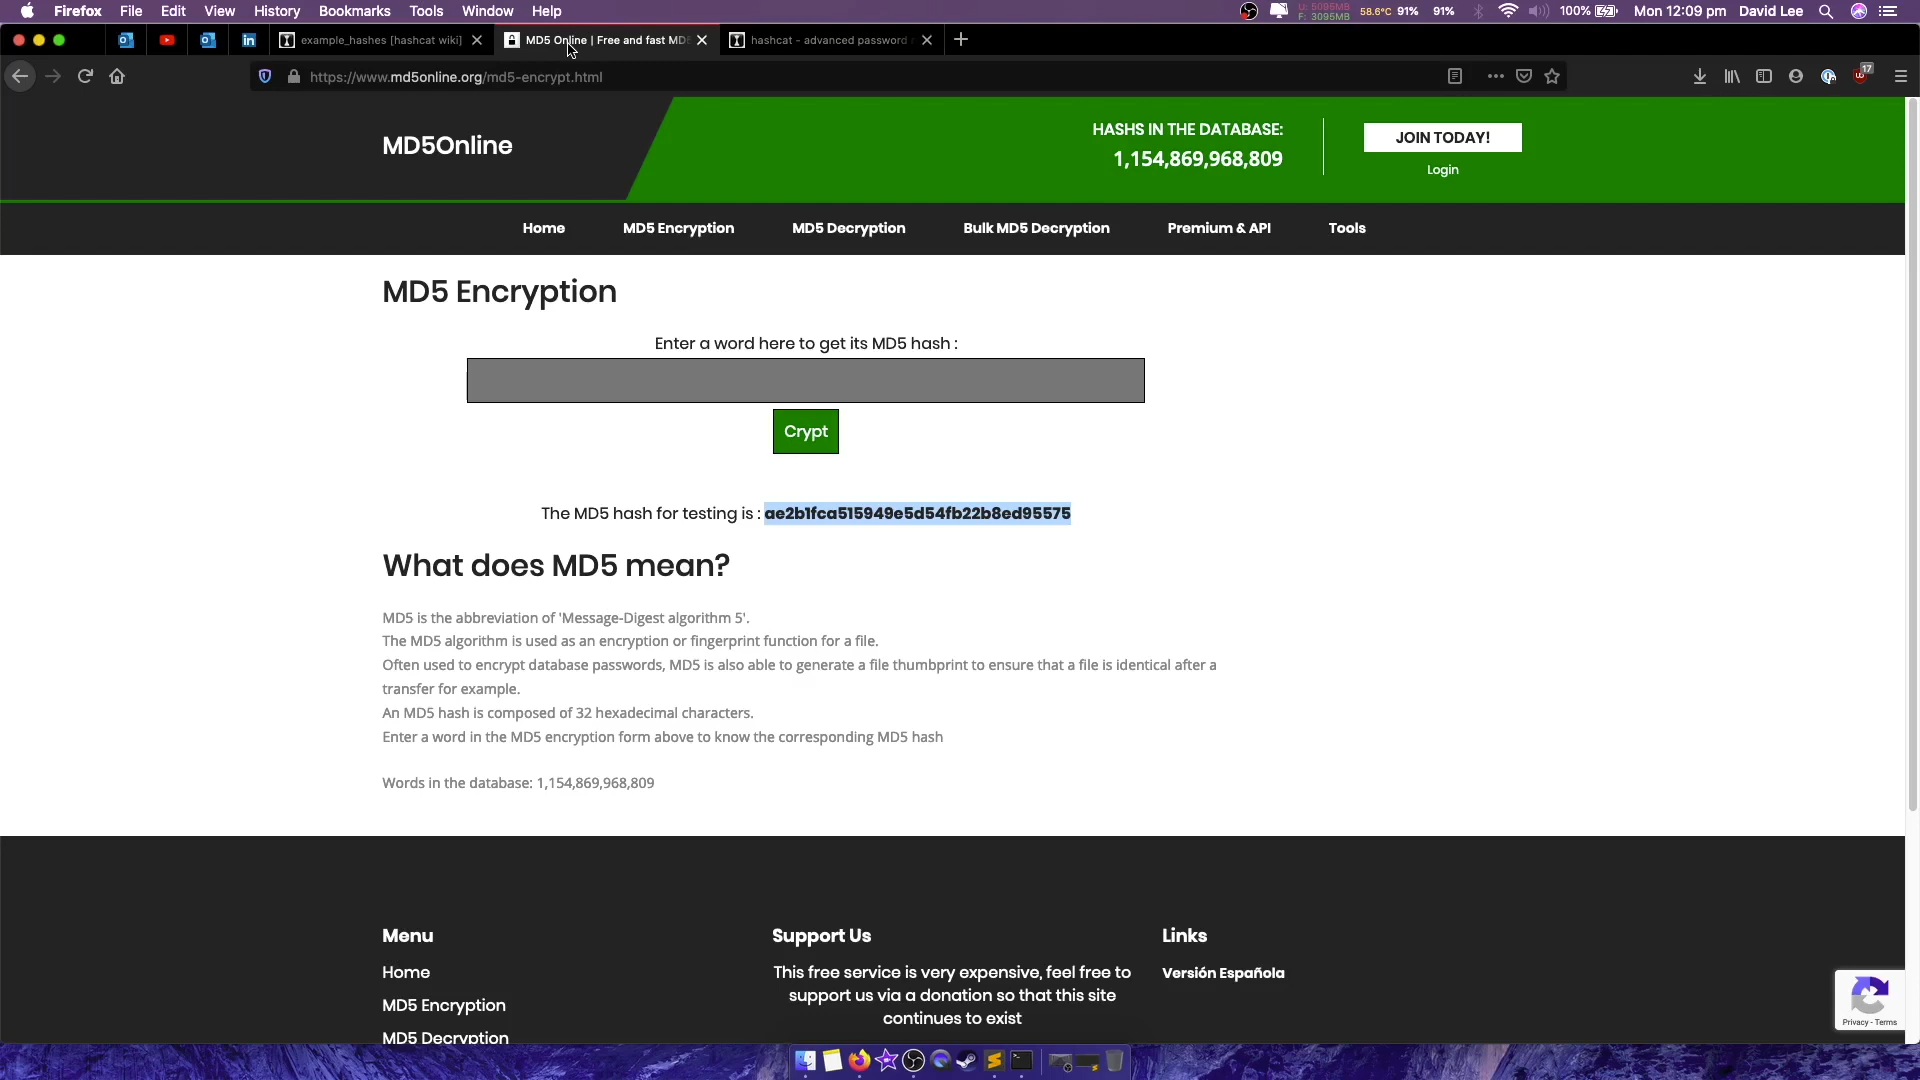 Firefox File Edit View History Bookmarks Tools Window Help
U: 5095MB
F: 3095MB
58.6°C 91% 91% 100% Mon 12:09 pm David Lee
example_hashes [hashcat wiki]
MD5 Online | Free and fast MD5
hashcat - advanced password
https://www.md5online.org/md5-encrypt.html
17
MD5Online
HASHS IN THE DATABASE:
1,154,869,968,809
JOIN TODAY!
Login
Home
MD5 Encryption
MD5 Decryption
Bulk MD5 Decryption
Premium & API
Tools
MD5 Encryption
Enter a word here to get its MD5 hash :
Crypt
The MD5 hash for testing is : ae2b1fca515949e5d54fb22b8ed95575
What does MD5 mean?
MD5 is the abbreviation of 'Message-Digest algorithm 5'.
The MD5 algorithm is used as an encryption or fingerprint function for a file.
Often used to encrypt database passwords, MD5 is also able to generate a file thumbprint to ensure that a file is identical after a
transfer for example.
An MD5 hash is composed of 32 hexadecimal characters.
Enter a word in the MD5 encryption form above to know the corresponding MD5 hash
Words in the database: 1,154,869,968,809
Menu
Home
MD5 Encryption
MD5 Decryption
Support Us
This free service is very expensive, feel free to
support us via a donation so that this site
continues to exist
Links
Versión Española
Privacy - Terms